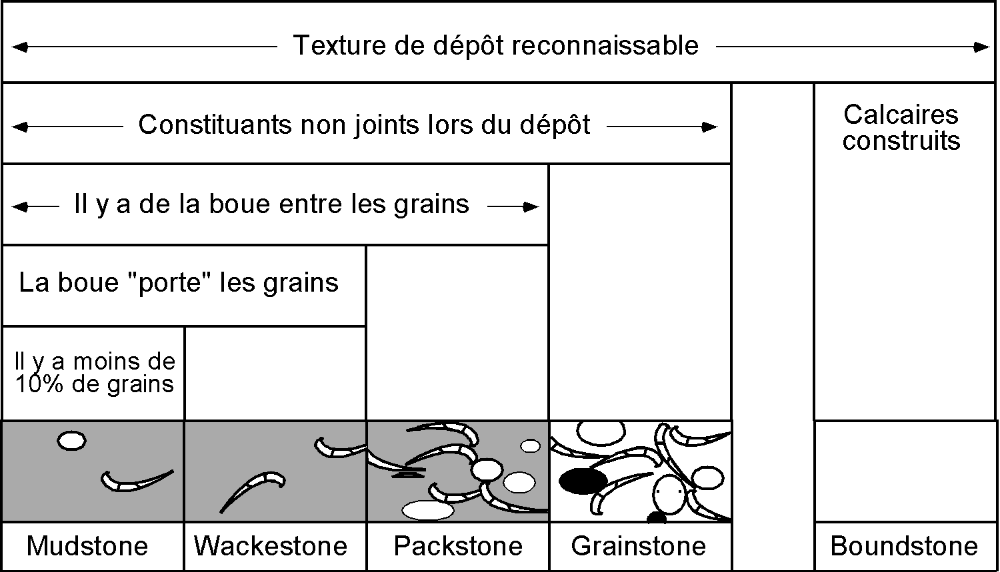 Texture de dépôt reconnaissable
Constituants non joints lors du dépôt
Calcaires
construits
Il y a de la boue entre les grains
La boue "porte" les grains
Il y a moins de
10% de grains
Mudstone
Wackestone
Packstone
Grainstone
Boundstone